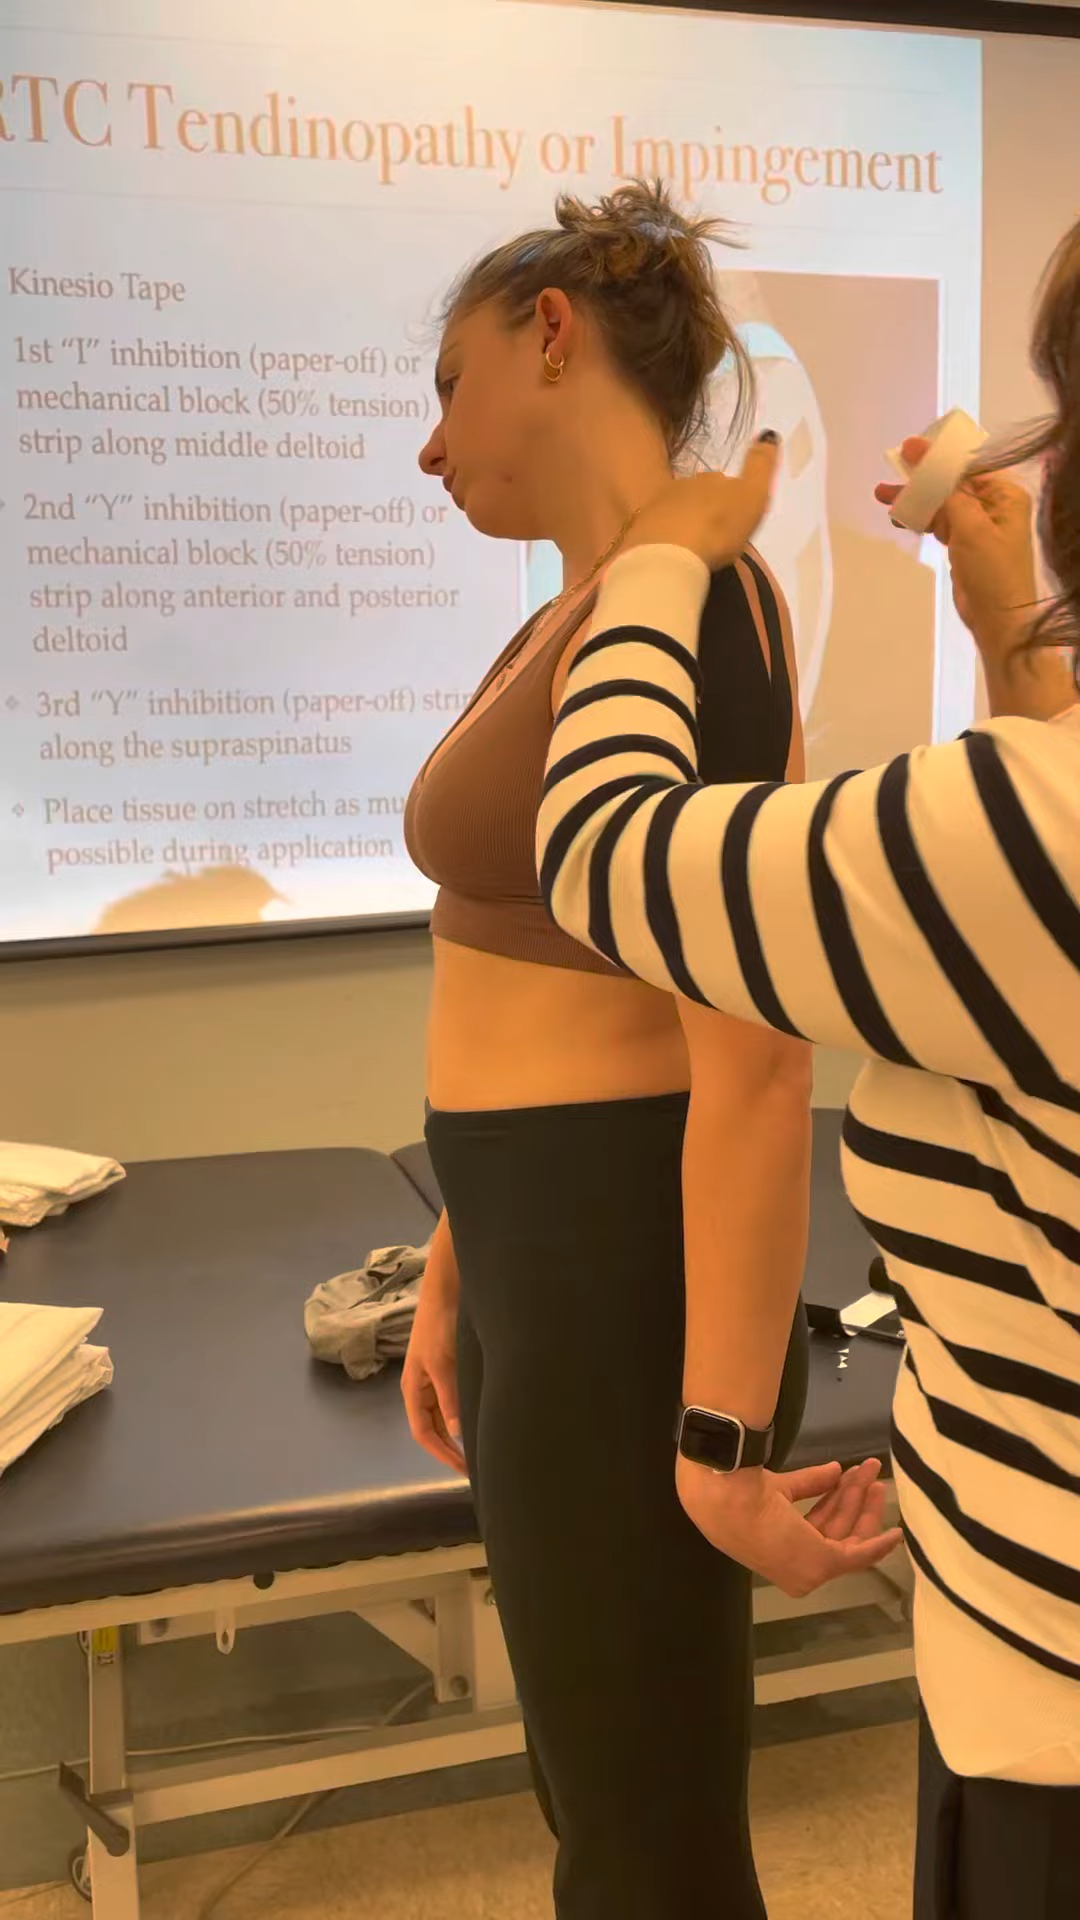 RTC Tendinopathy or Impingement
Kinesio Tape
1st “I” inhibition (paper-off) or
mechanical block (50% tension)
strip along middle deltoid
2nd “Y” inhibition (paper-off) or
mechanical block (50% tension)
strip along anterior and posterior
deltoid
3rd “Y” inhibition (paper-off) strip
along the supraspinatus
Place tissue on stretch as mu
possible during application